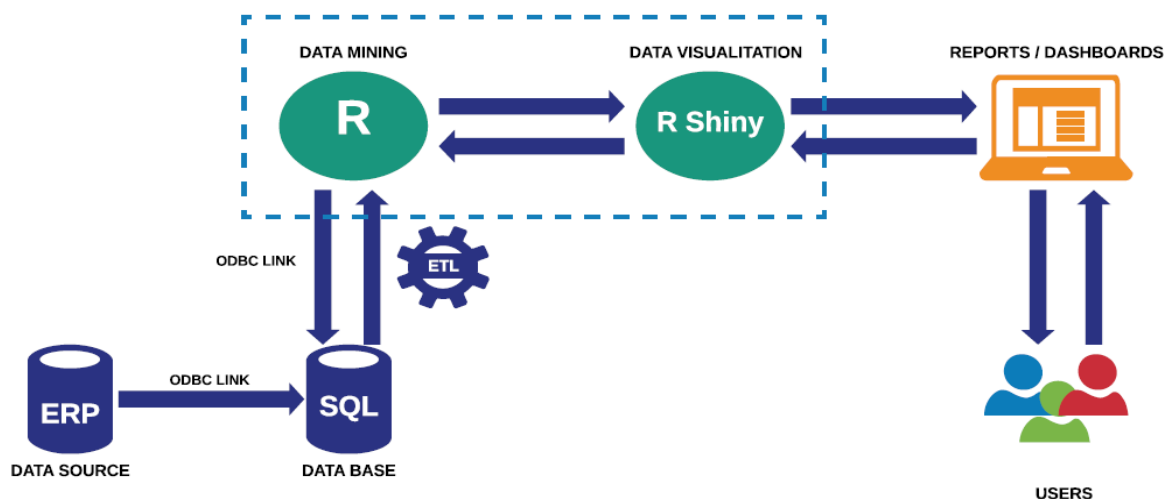 DATA MINING
DATA VISUALITATION
REPORTS / DASHBOARDS
R
R Shiny
ODBC LINK
ETL
ODBC LINK
ERP
SQL
DATA SOURCE
DATA BASE
USERS